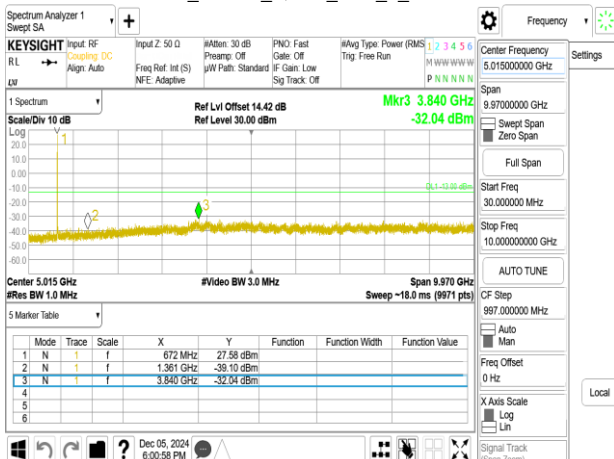 Spectrum Analyzer 1
Swept SA
Frequency
KEYSIGHT Input: RF Input Z: 50 Ω #Atten: 30 dB PNO: Fast #Avg Type: Power (RMS 1 2 3 4 5 6
RL Coupling: DC Preamp: Off Gate: Off Trig: Free Run M W W W W W
Align: Auto Freq Ref: Int (S) µW Path: Standard IF Gain: Low
NFE: Adaptive Sig Track: Off P N N N N N
Settings
Center Frequency
5.015000000 GHz
Span
9.97000000 GHz
Swept Span
Zero Span
Full Span
Start Freq
30.000000 MHz
Stop Freq
10.000000000 GHz
AUTO TUNE
CF Step
997.000000 MHz
Auto
Man
Freq Offset
0 Hz
X Axis Scale
Log
Lin
Signal Track
Local
1 Spectrum
Ref Lvl Offset 14.42 dB Mkr3 3.840 GHz
Scale/Div 10 dB Ref Level 30.00 dBm -32.04 dBm
Log
1
20.0
10.0
0.00
-10.0
DL1 -13.00 dBm
-20.0
2
3
-30.0
-40.0
-50.0
-60.0
Center 5.015 GHz #Video BW 3.0 MHz Span 9.970 GHz
#Res BW 1.0 MHz Sweep ~18.0 ms (9971 pts)
5 Marker Table
Mode Trace Scale X Y Function Function Width Function Value
1 N 1 f 672 MHz 27.58 dBm
2 N 1 f 1.361 GHz -39.10 dBm
3 N 1 f 3.840 GHz -32.04 dBm
4
5
6
? Dec 05, 2024
6:00:58 PM